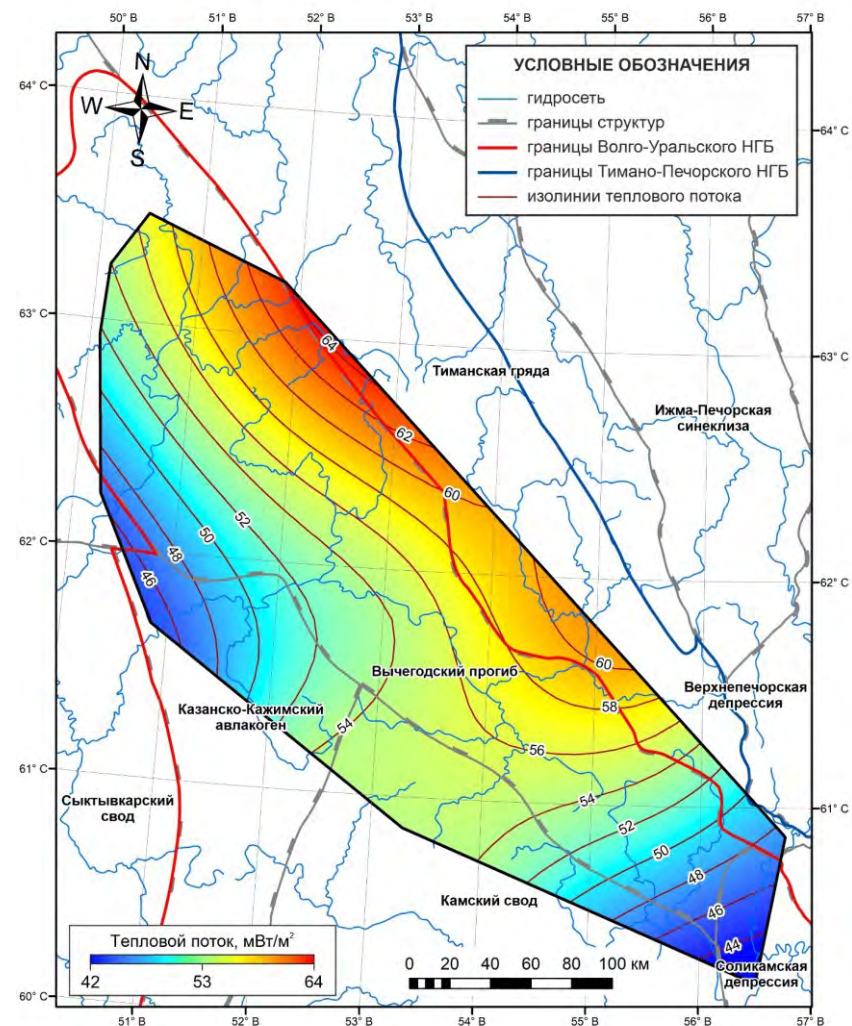 50° В 51° В 52° В 53° В 54° В 55° В 56° В 57° В
64° С
N
W E
S
УСЛОВНЫЕ ОБОЗНАЧЕНИЯ
гидросеть
границы структур
границы Волго-Уральского НГБ
границы Тимано-Печорского НГБ
изолинии теплового потока
64° С
63° С
64
63° С
Тиманская гряда
Ижма-Печорская
синеклиза
62
60
52
50
48
46
62° С
62° С
60
58
56
54
Вычегодский прогиб
Верхнепечорская
депрессия
Казанско-Кажимский
авлакоген
54
52
50
48
46
44
61° С
61° С
Сыктывкарский
свод
Камский свод
Соликамская
депрессия
Тепловой поток, мВт/м²
42 53 64
0 20 40 60 80 100 км
60° С
51° В 52° В 53° В 54° В 55° В 56° В 57° В